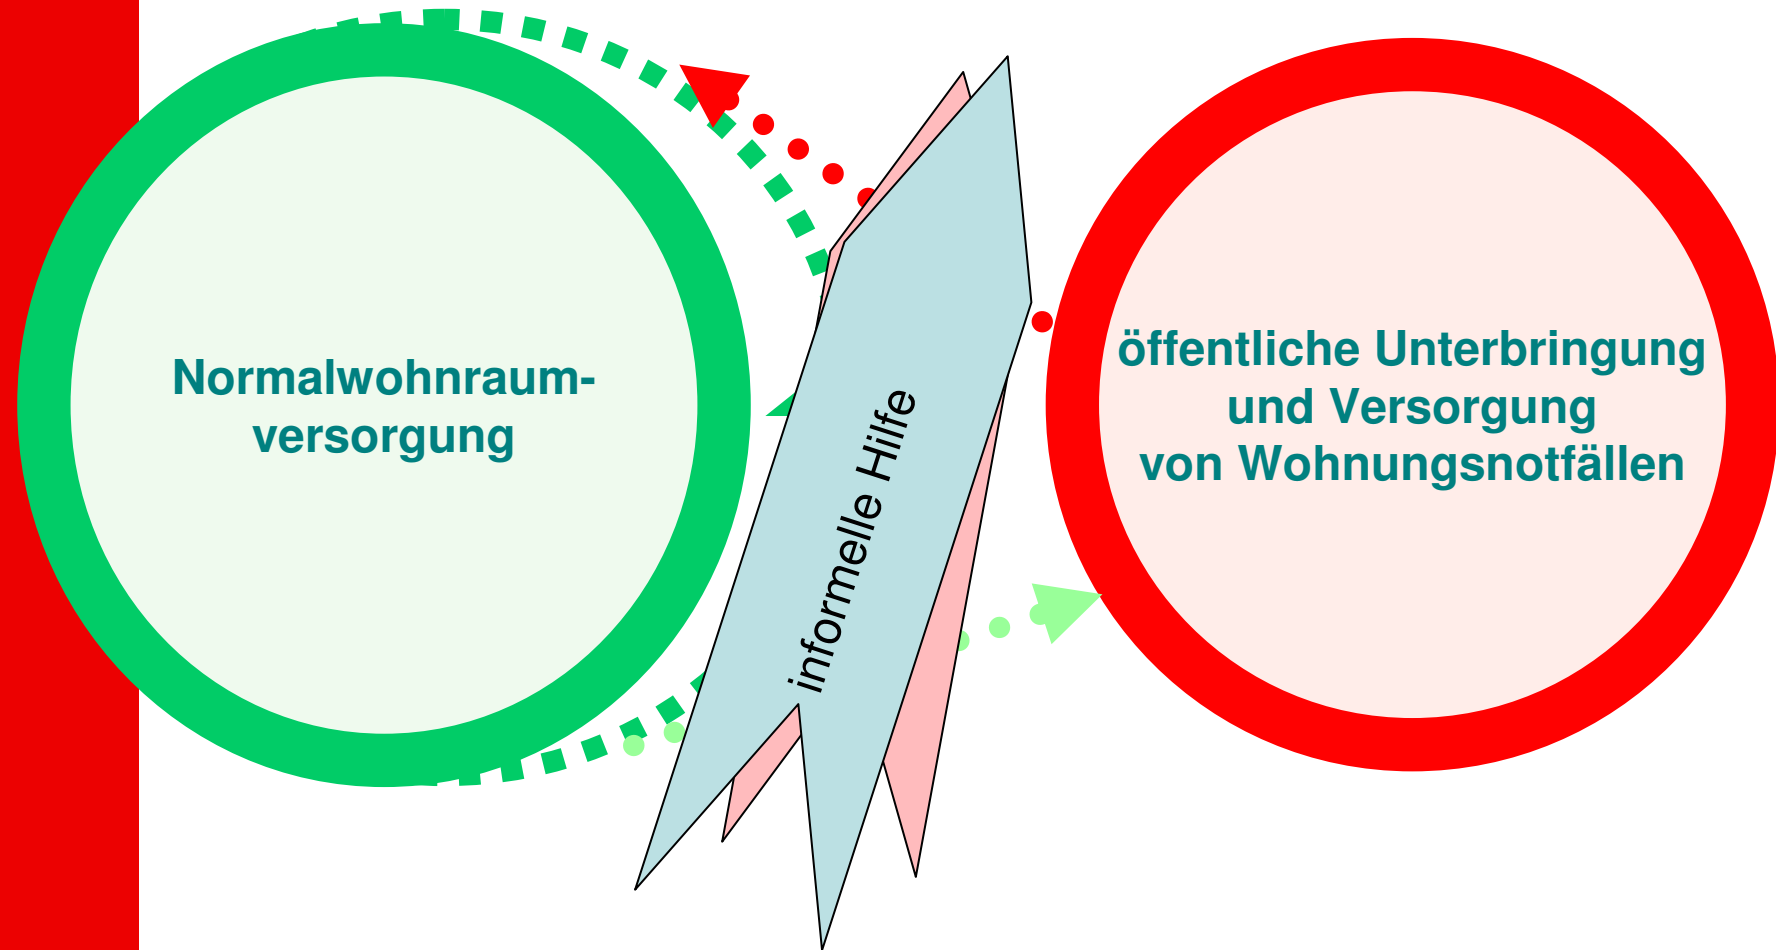 Normalwohnraum-
versorgung
informelle Hilfe
öffentliche Unterbringung
und Versorgung
von Wohnungsnotfällen